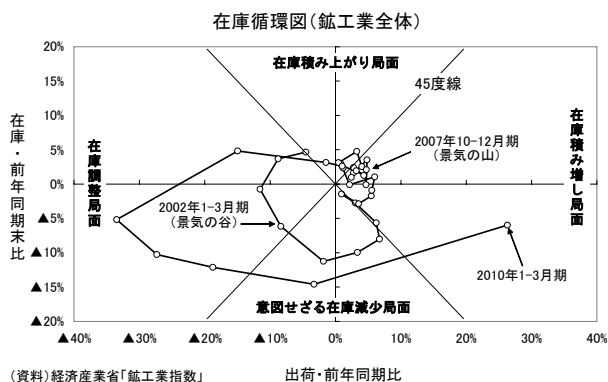 在庫循環図(鉱工業全体)
20%
15%
10%
5%
0%
▲5%
▲10%
▲15%
▲20%
在庫・前年同期末比
在庫積み上がり局面
45度線
在庫調整局面
在庫積み増し局面
2007年10-12月期
(景気の山)
2002年1-3月期
(景気の谷)
2010年1-3月期
意図せざる在庫減少局面
▲40% ▲30% ▲20% ▲10% 0% 10% 20% 30% 40%
(資料)経済産業省「鉱工業指数」
出荷・前年同期比